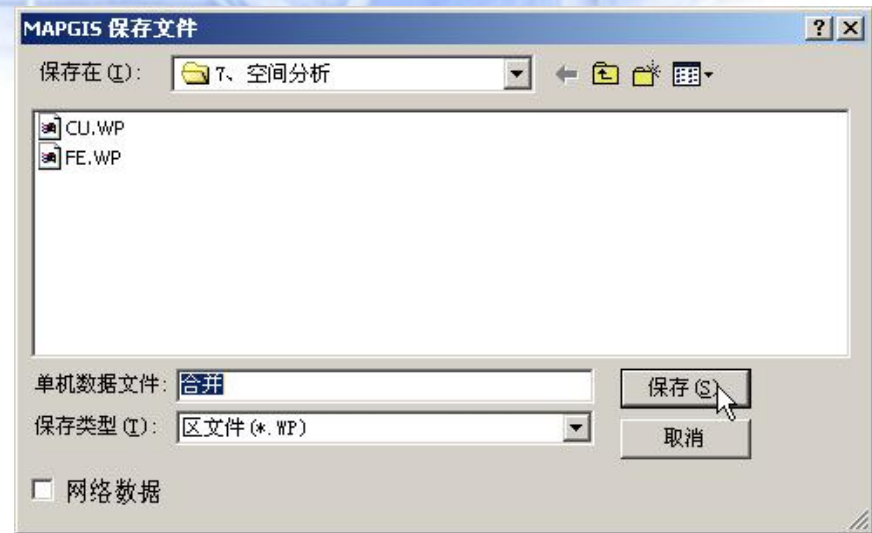 MAPGIS 保存文件
保存在(I): 7、空间分析
CU.WP
FE.WP
单机数据文件: 合并 保存(S)
保存类型(T): 区文件(*.WP) 取消
网络数据